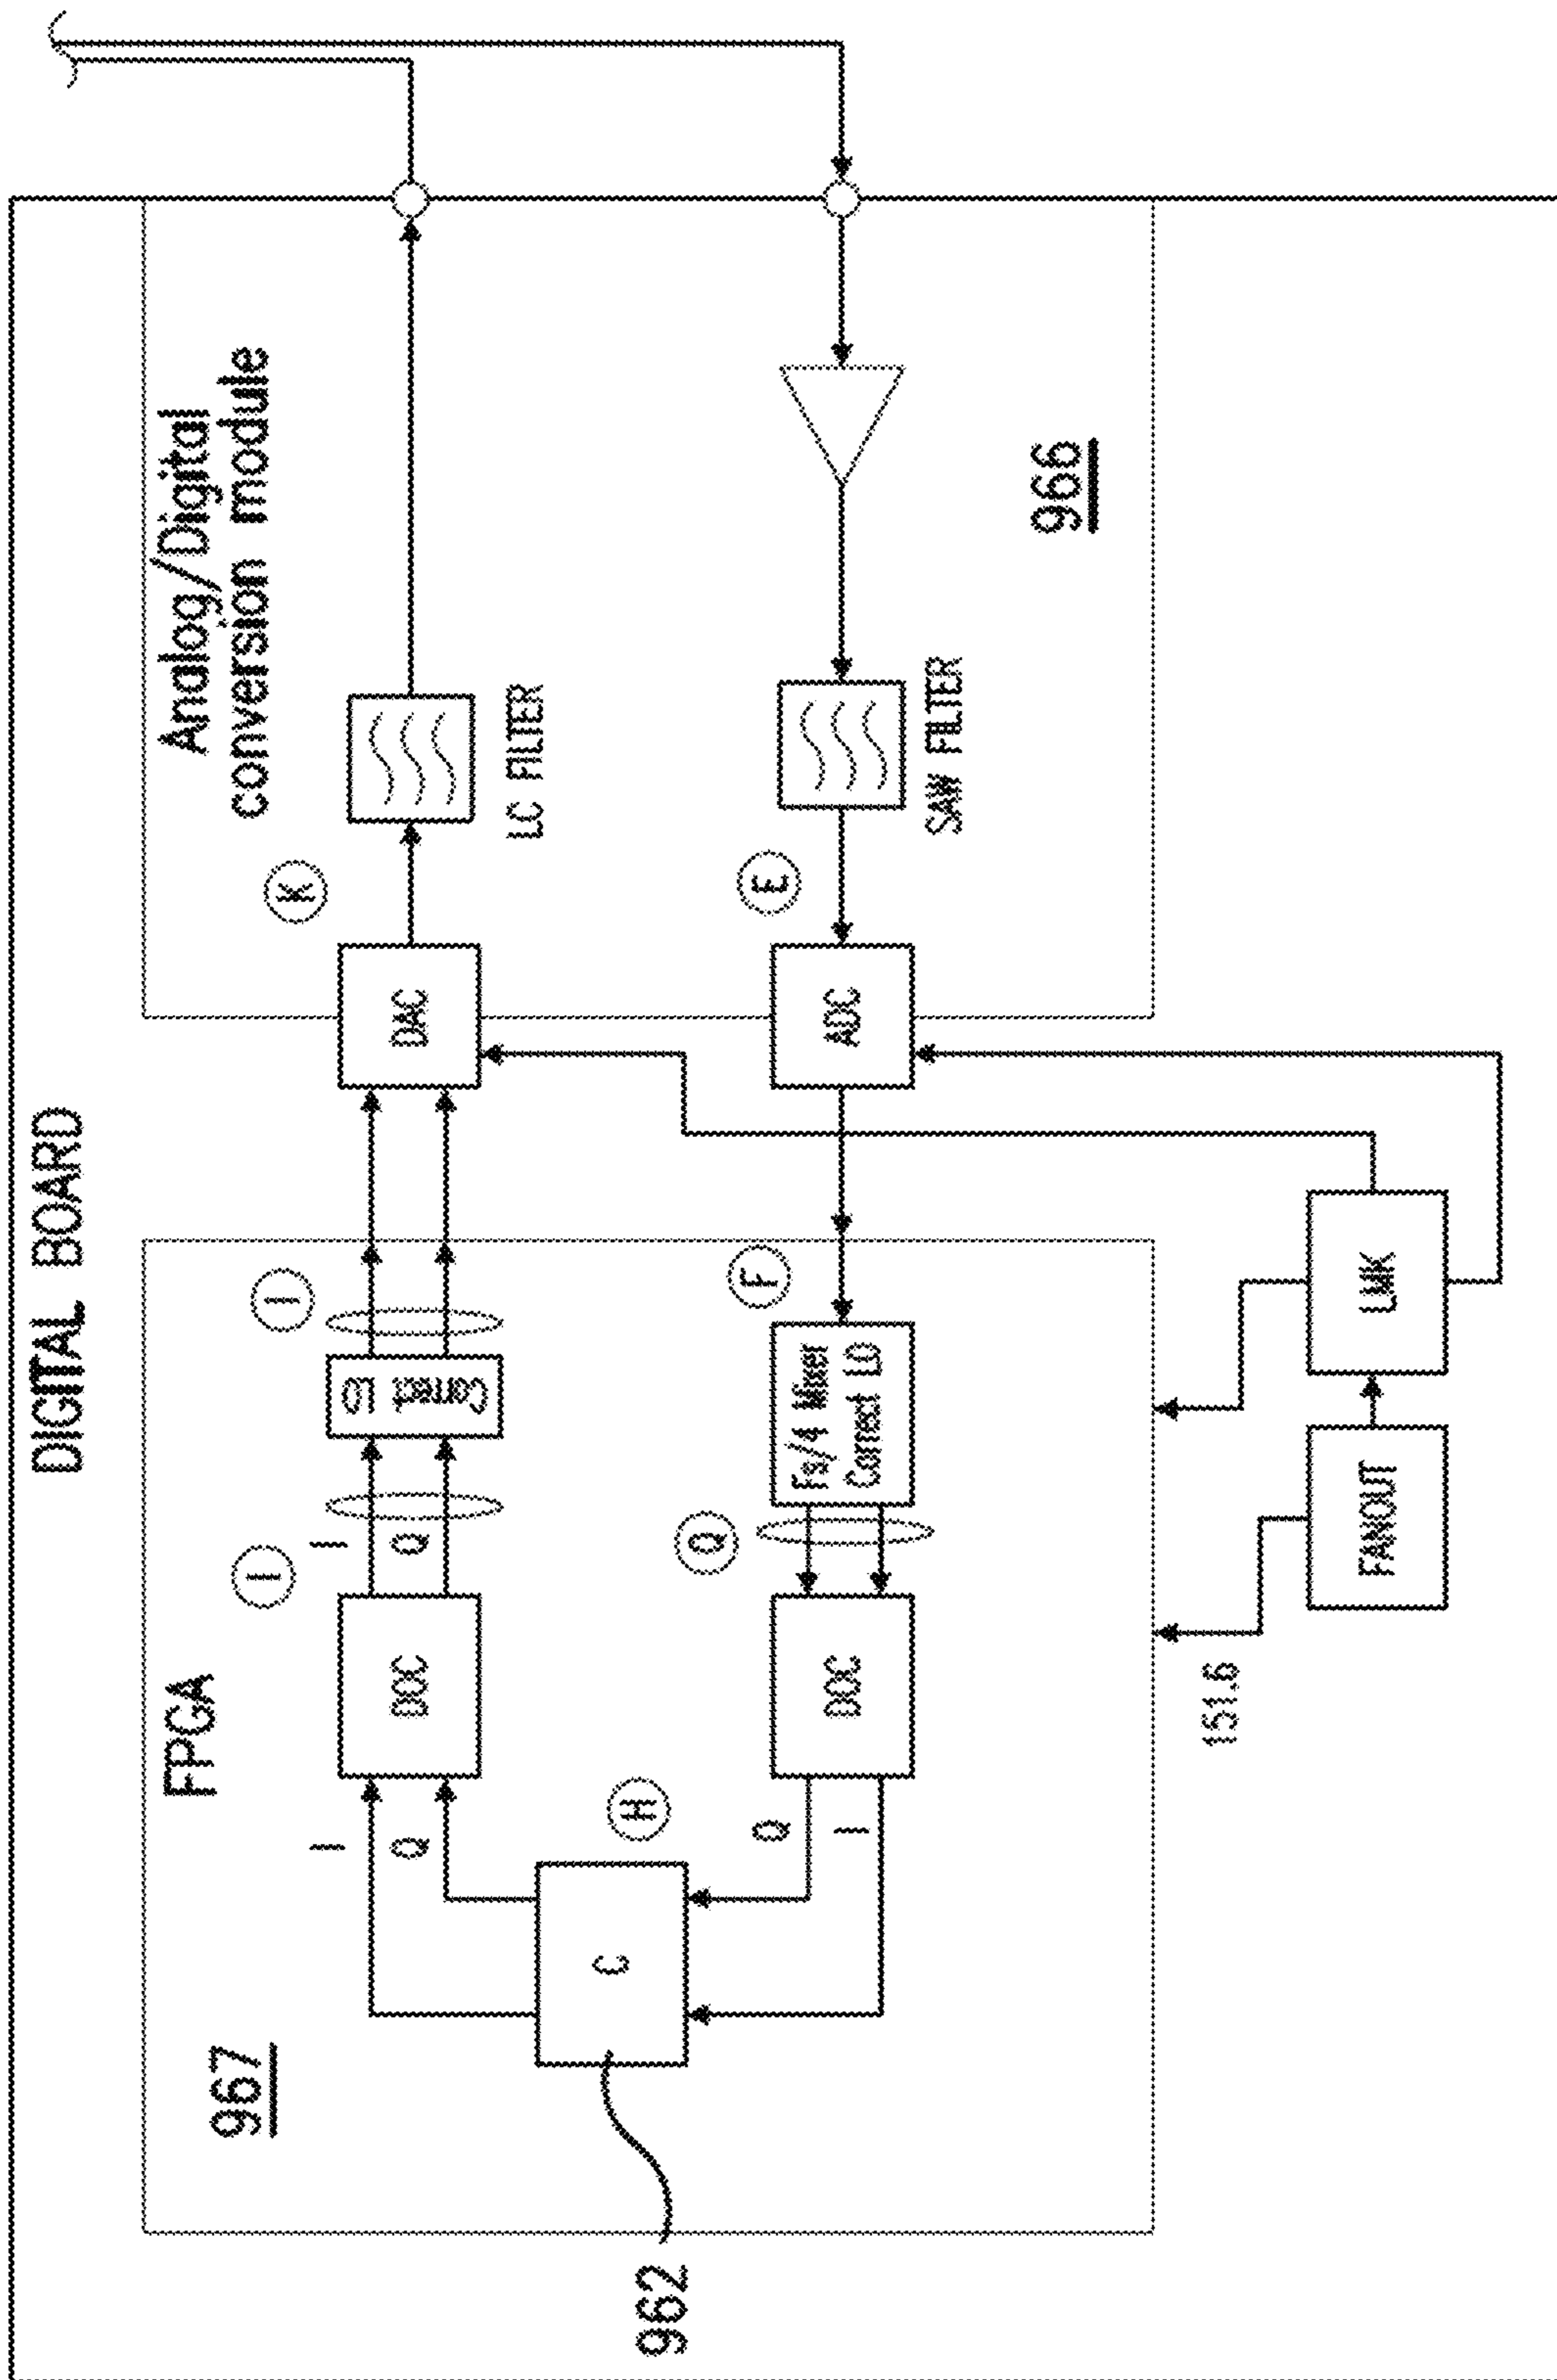 DIGITAL BOARD
FPGA
967
Analog/Digital
conversion module
I
Q
DOC
I
I
Q
Correct LO
I
DAC
K
LC FILTER
C
H
962
Q
I
DOC
Q
Fs/4 Mixer
Correct LO
F
ADC
E
SAW FILTER
966
151.6
FANOUT
LMK